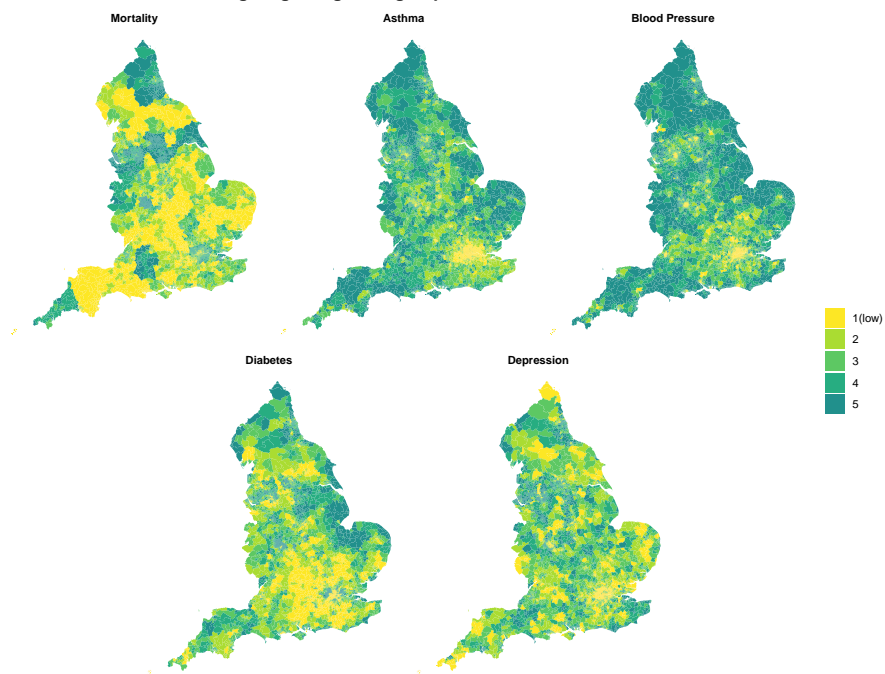 Mortality
Asthma
Blood Pressure
1(low)
2
3
4
5
Diabetes
Depression